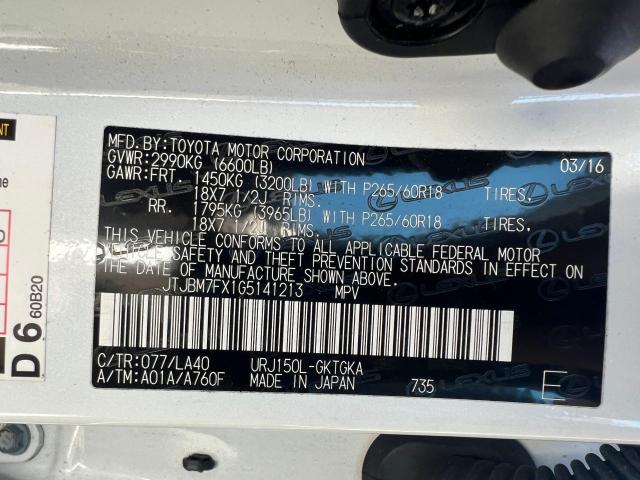 MFD.BY:TOYOTA MOTOR CORPORATION 03/16
GVWR:2990KG (6600LB)
GAWR:FRT. 1450KG (3200LB) WITH P265/60R18 TIRES.
18X7 1/2J RIMS.
RR. 1795KG (3965LB) WITH P265/60R18 TIRES.
18X7 1/2J RIMS.
THIS VEHICLE CONFORMS TO ALL APPLICABLE FEDERAL MOTOR
VEHICLE SAFETY AND THEFT PREVENTION STANDARDS IN EFFECT ON
THE DATE OF MANUFACTURE SHOWN ABOVE.
JTJBM7FX1G5141213 MPV
C/TR:077/LA40 URJ150L-GKTGKA
A/TM:A01A/A760F MADE IN JAPAN 735 E
D 6 60B20
LEXUS